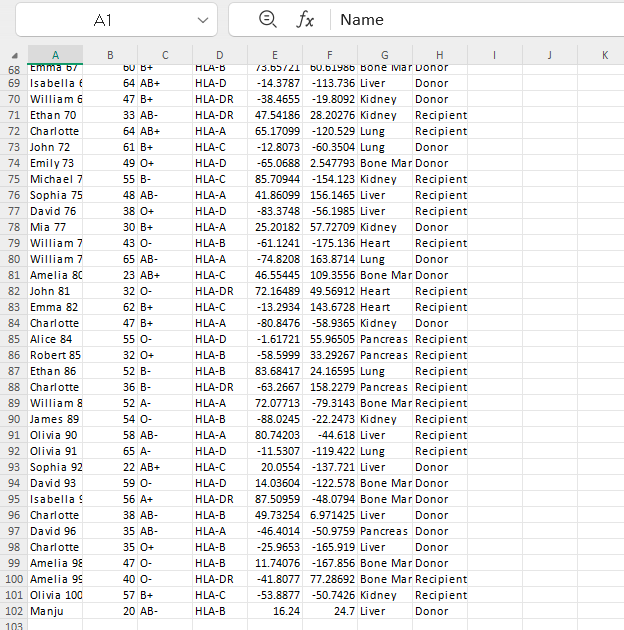 A1 fx Name
A B C D E F G H I J K
68 Emma 67 60 B+ HLA-B 73.65721 60.61986 Bone Mar Donor
69 Isabella 6 64 AB+ HLA-D -14.3787 -113.736 Liver Donor
70 William 6 47 B+ HLA-DR -38.4655 -19.8092 Kidney Donor
71 Ethan 70 33 AB- HLA-DR 47.54186 28.20276 Kidney Recipient
72 Charlotte 64 AB+ HLA-A 65.17099 -120.529 Lung Recipient
73 John 72 61 B+ HLA-C -12.8073 -60.3504 Lung Donor
74 Emily 73 49 O+ HLA-D -65.0688 2.547793 Bone Mar Donor
75 Michael 7 55 B- HLA-C 85.70944 -154.123 Kidney Recipient
76 Sophia 75 48 AB- HLA-A 41.86099 156.1465 Liver Recipient
77 David 76 38 O+ HLA-D -83.3748 -56.1985 Liver Recipient
78 Mia 77 30 B+ HLA-A 25.20182 57.72709 Kidney Donor
79 William 7 43 O- HLA-B -61.1241 -175.136 Heart Recipient
80 William 7 65 AB- HLA-A -74.8208 163.8714 Lung Donor
81 Amelia 80 23 AB+ HLA-C 46.55445 109.3556 Bone Mar Donor
82 John 81 32 O- HLA-DR 72.16489 49.56912 Heart Recipient
83 Emma 82 62 B+ HLA-C -13.2934 143.6728 Heart Recipient
84 Charlotte 47 B+ HLA-A -80.8476 -58.9365 Kidney Donor
85 Alice 84 55 O- HLA-D -1.61721 55.96505 Pancreas Recipient
86 Robert 85 32 O+ HLA-B -58.5999 33.29267 Pancreas Recipient
87 Ethan 86 52 B- HLA-B 83.68417 24.16595 Lung Recipient
88 Charlotte 36 B- HLA-DR -63.2667 158.2279 Pancreas Recipient
89 William 8 52 A- HLA-A 72.07713 -79.3143 Bone Mar Recipient
90 James 89 54 O- HLA-B -88.0245 -22.2473 Kidney Recipient
91 Olivia 90 58 AB- HLA-A 80.74203 -44.618 Liver Recipient
92 Olivia 91 65 A- HLA-D -11.5307 -119.422 Lung Recipient
93 Sophia 92 22 AB+ HLA-C 20.0554 -137.721 Liver Donor
94 David 93 59 O- HLA-D 14.03604 -122.578 Bone Mar Donor
95 Isabella 9 56 A+ HLA-DR 87.50959 -48.0794 Bone Mar Donor
96 Charlotte 38 AB- HLA-B 49.73254 6.971425 Liver Donor
97 David 96 35 AB- HLA-A -46.4014 -50.9759 Pancreas Donor
98 Charlotte 35 O+ HLA-B -25.9653 -165.919 Liver Donor
99 Amelia 98 47 O- HLA-B 11.74076 -167.856 Bone Mar Donor
100 Amelia 99 40 O- HLA-DR -41.8077 77.28692 Bone Mar Recipient
101 Olivia 100 57 B+ HLA-C -53.8877 -50.7426 Kidney Recipient
102 Manju 20 AB- HLA-B 16.24 24.7 Liver Donor
103